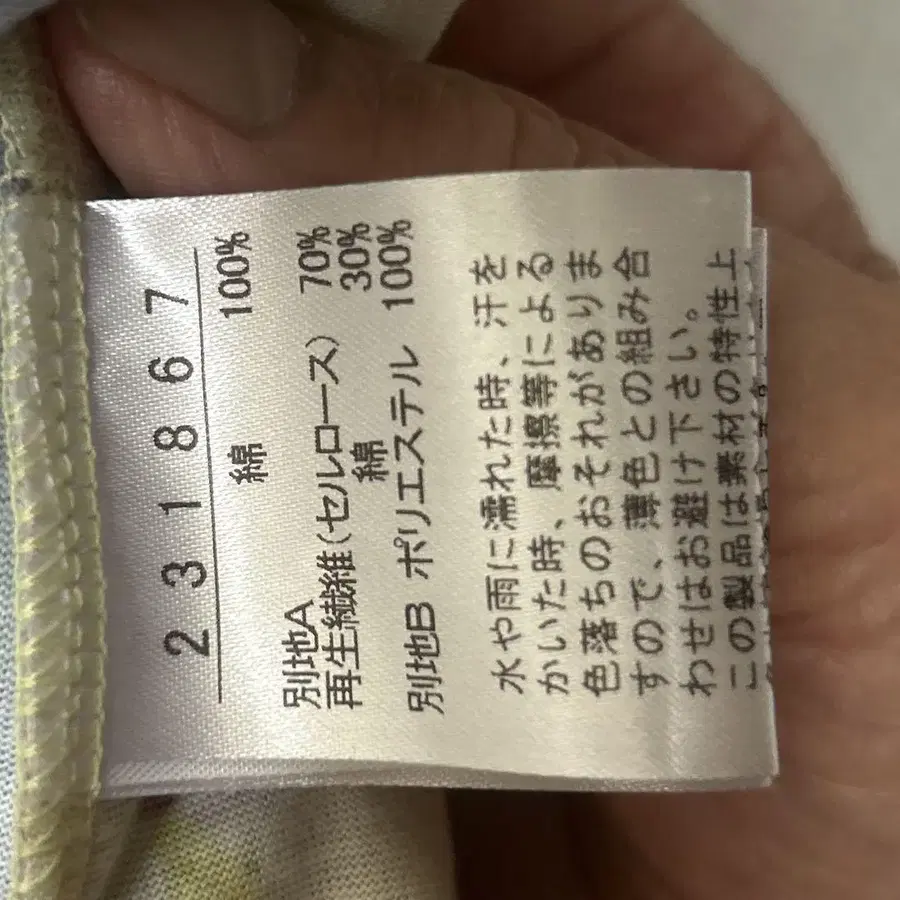 2 3 1 8 6 7
綿 100%
別地A
再生繊維(セルロース) 70%
綿 30%
別地B ポリエステル 100%
水や雨に濡れた時、汗を
かいた時、摩擦等による
色落ちのおそれがありま
すので、薄色との組み合
わせはお避け下さい。
この製品は素材の特性上